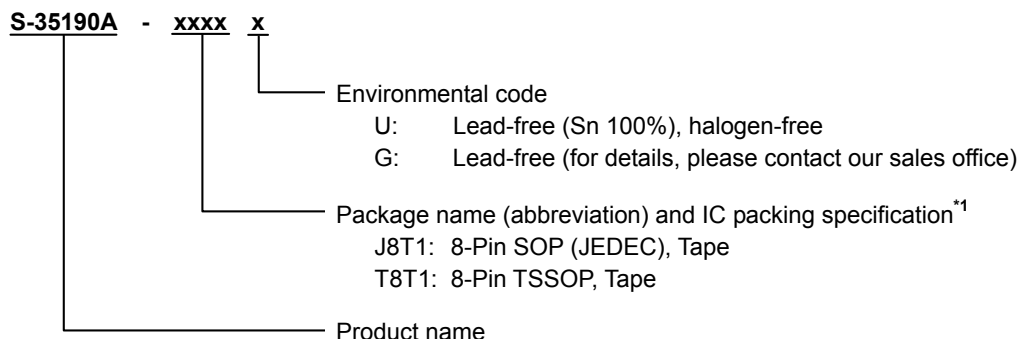 S-35190A - xxxx x
Environmental code
U: Lead-free (Sn 100%), halogen-free
G: Lead-free (for details, please contact our sales office)
Package name (abbreviation) and IC packing specification*1
J8T1: 8-Pin SOP (JEDEC), Tape
T8T1: 8-Pin TSSOP, Tape
Product name